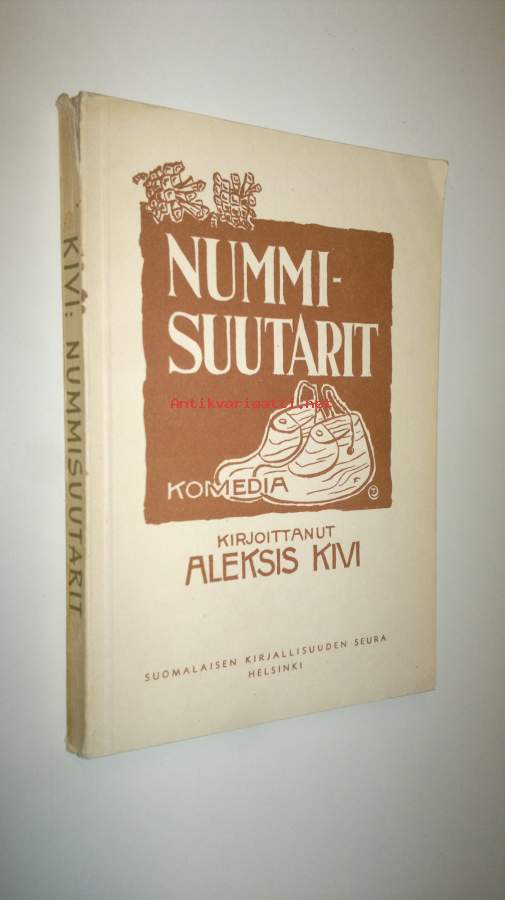 KIVI: NUMMISUUTARIT
NUMMI-
SUUTARIT
Antikvariaatti.net
KOMEDIA
KIRJOITTANUT
ALEKSIS KIVI
SUOMALAISEN KIRJALLISUUDEN SEURA
HELSINKI